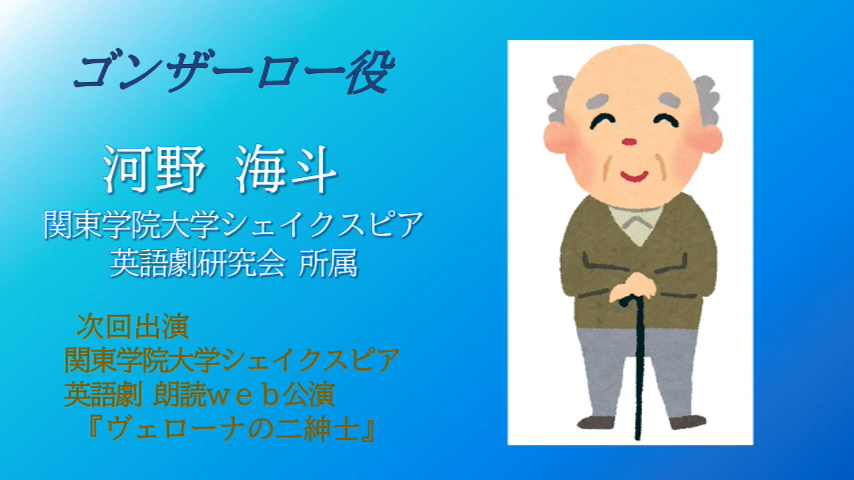 ゴンザーロー役
河野 海斗
関東学院大学シェイクスピア
英語劇研究会 所属
次回出演
関東学院大学シェイクスピア
英語劇 朗読ｗｅｂ公演
『ヴェローナの二紳士』